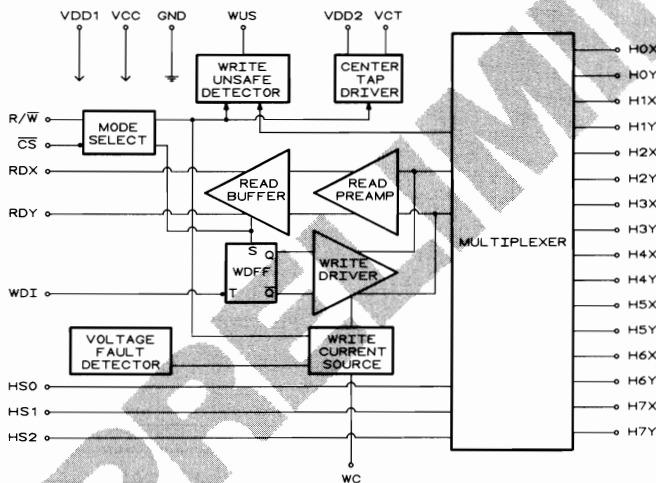 VDD1 VCC GND WUS VDD2 VCT
WRITE
UNSAFE
DETECTOR
CENTER
TAP
DRIVER
R/W̅
C̅S̅
MODE
SELECT
RDX
RDY
READ
BUFFER
READ
PREAMP
MULTIPLEXER
S
Q
WDFF
T
Q̅
WRITE
DRIVER
WDI
VOLTAGE
FAULT
DETECTOR
WRITE
CURRENT
SOURCE
HS0
HS1
HS2
WC
H0X
H0Y
H1X
H1Y
H2X
H2Y
H3X
H3Y
H4X
H4Y
H5X
H5Y
H6X
H6Y
H7X
H7Y
PRELIMIN